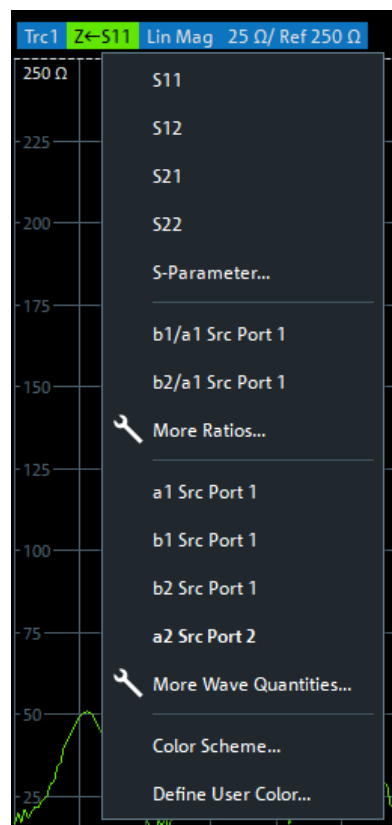 Trc1 Z←S11 Lin Mag 25 Ω/ Ref 250 Ω
250 Ω
S11
S12
225
S21
200
S22
S-Parameter...
175
b1/a1 Src Port 1
b2/a1 Src Port 1
150
More Ratios...
125
a1 Src Port 1
b1 Src Port 1
100
b2 Src Port 1
75
a2 Src Port 2
More Wave Quantities...
50
Color Scheme...
25
Define User Color...